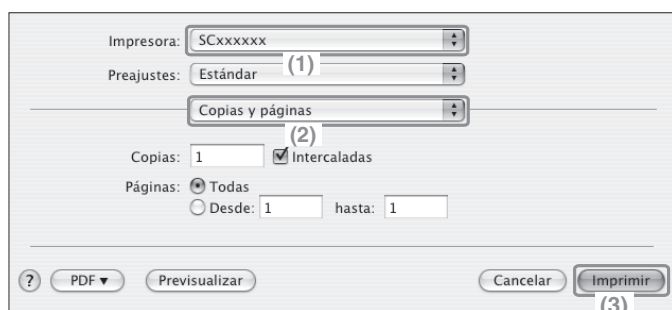 Impresora: SCxxxxxx
(1)
Preajustes: Estándar
Copias y páginas
(2)
Copias: 1 Intercaladas
Páginas: Todas
Desde: 1 hasta: 1
? PDF Previsualizar Cancelar Imprimir
(3)